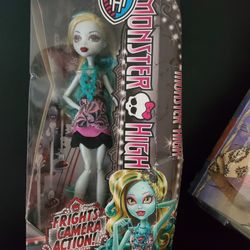 MONSTER HIGH
MONSTER HIGH
FRIGHTS,
CAMERA,
ACTION!